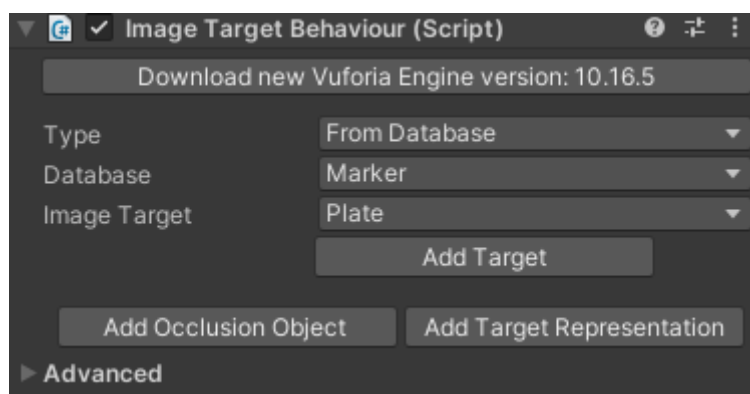 Image Target Behaviour (Script)
Download new Vuforia Engine version: 10.16.5
Type From Database
Database Marker
Image Target Plate
Add Target
Add Occlusion Object Add Target Representation
Advanced